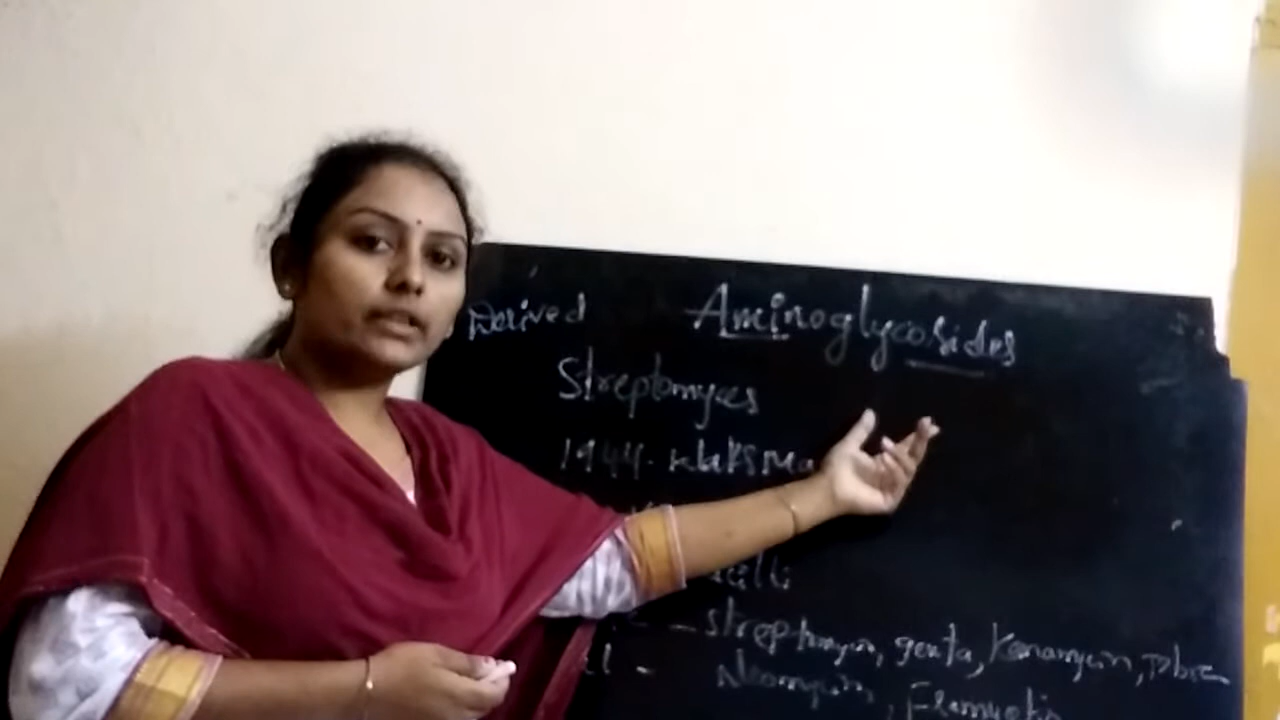 Derived Aminoglycosides
Streptomyces
1944. Waksma
- Streptomycin, genta, Kanamycin, Tobra
- Neomycin, Framycetin